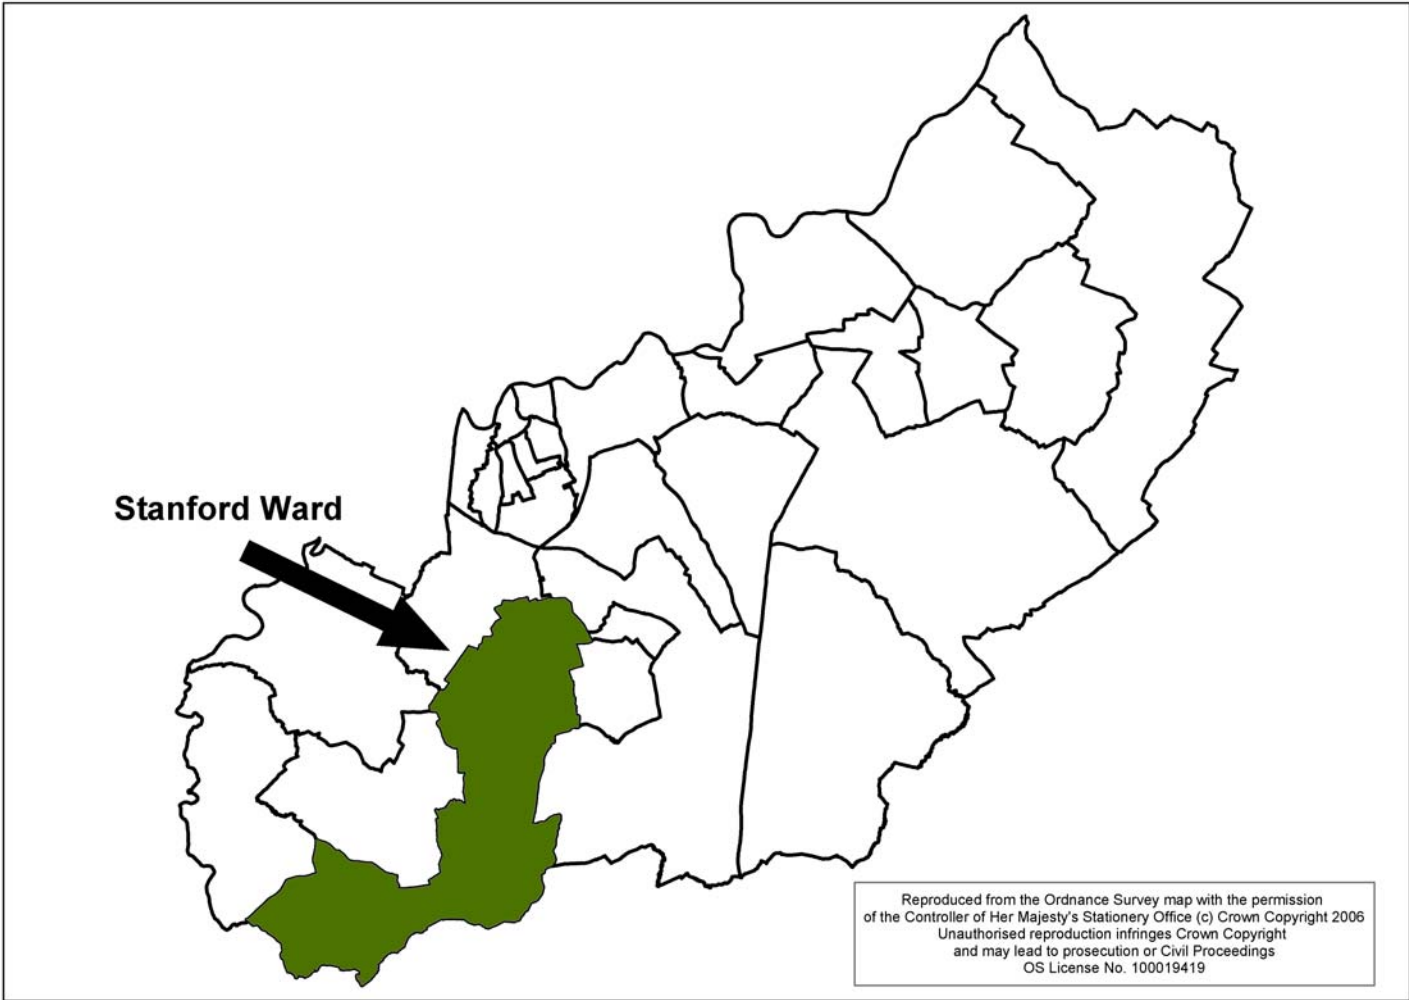 Stanford Ward
Reproduced from the Ordnance Survey map with the permission
of the Controller of Her Majesty's Stationery Office (c) Crown Copyright 2006
Unauthorised reproduction infringes Crown Copyright
and may lead to prosecution or Civil Proceedings
OS License No. 100019419